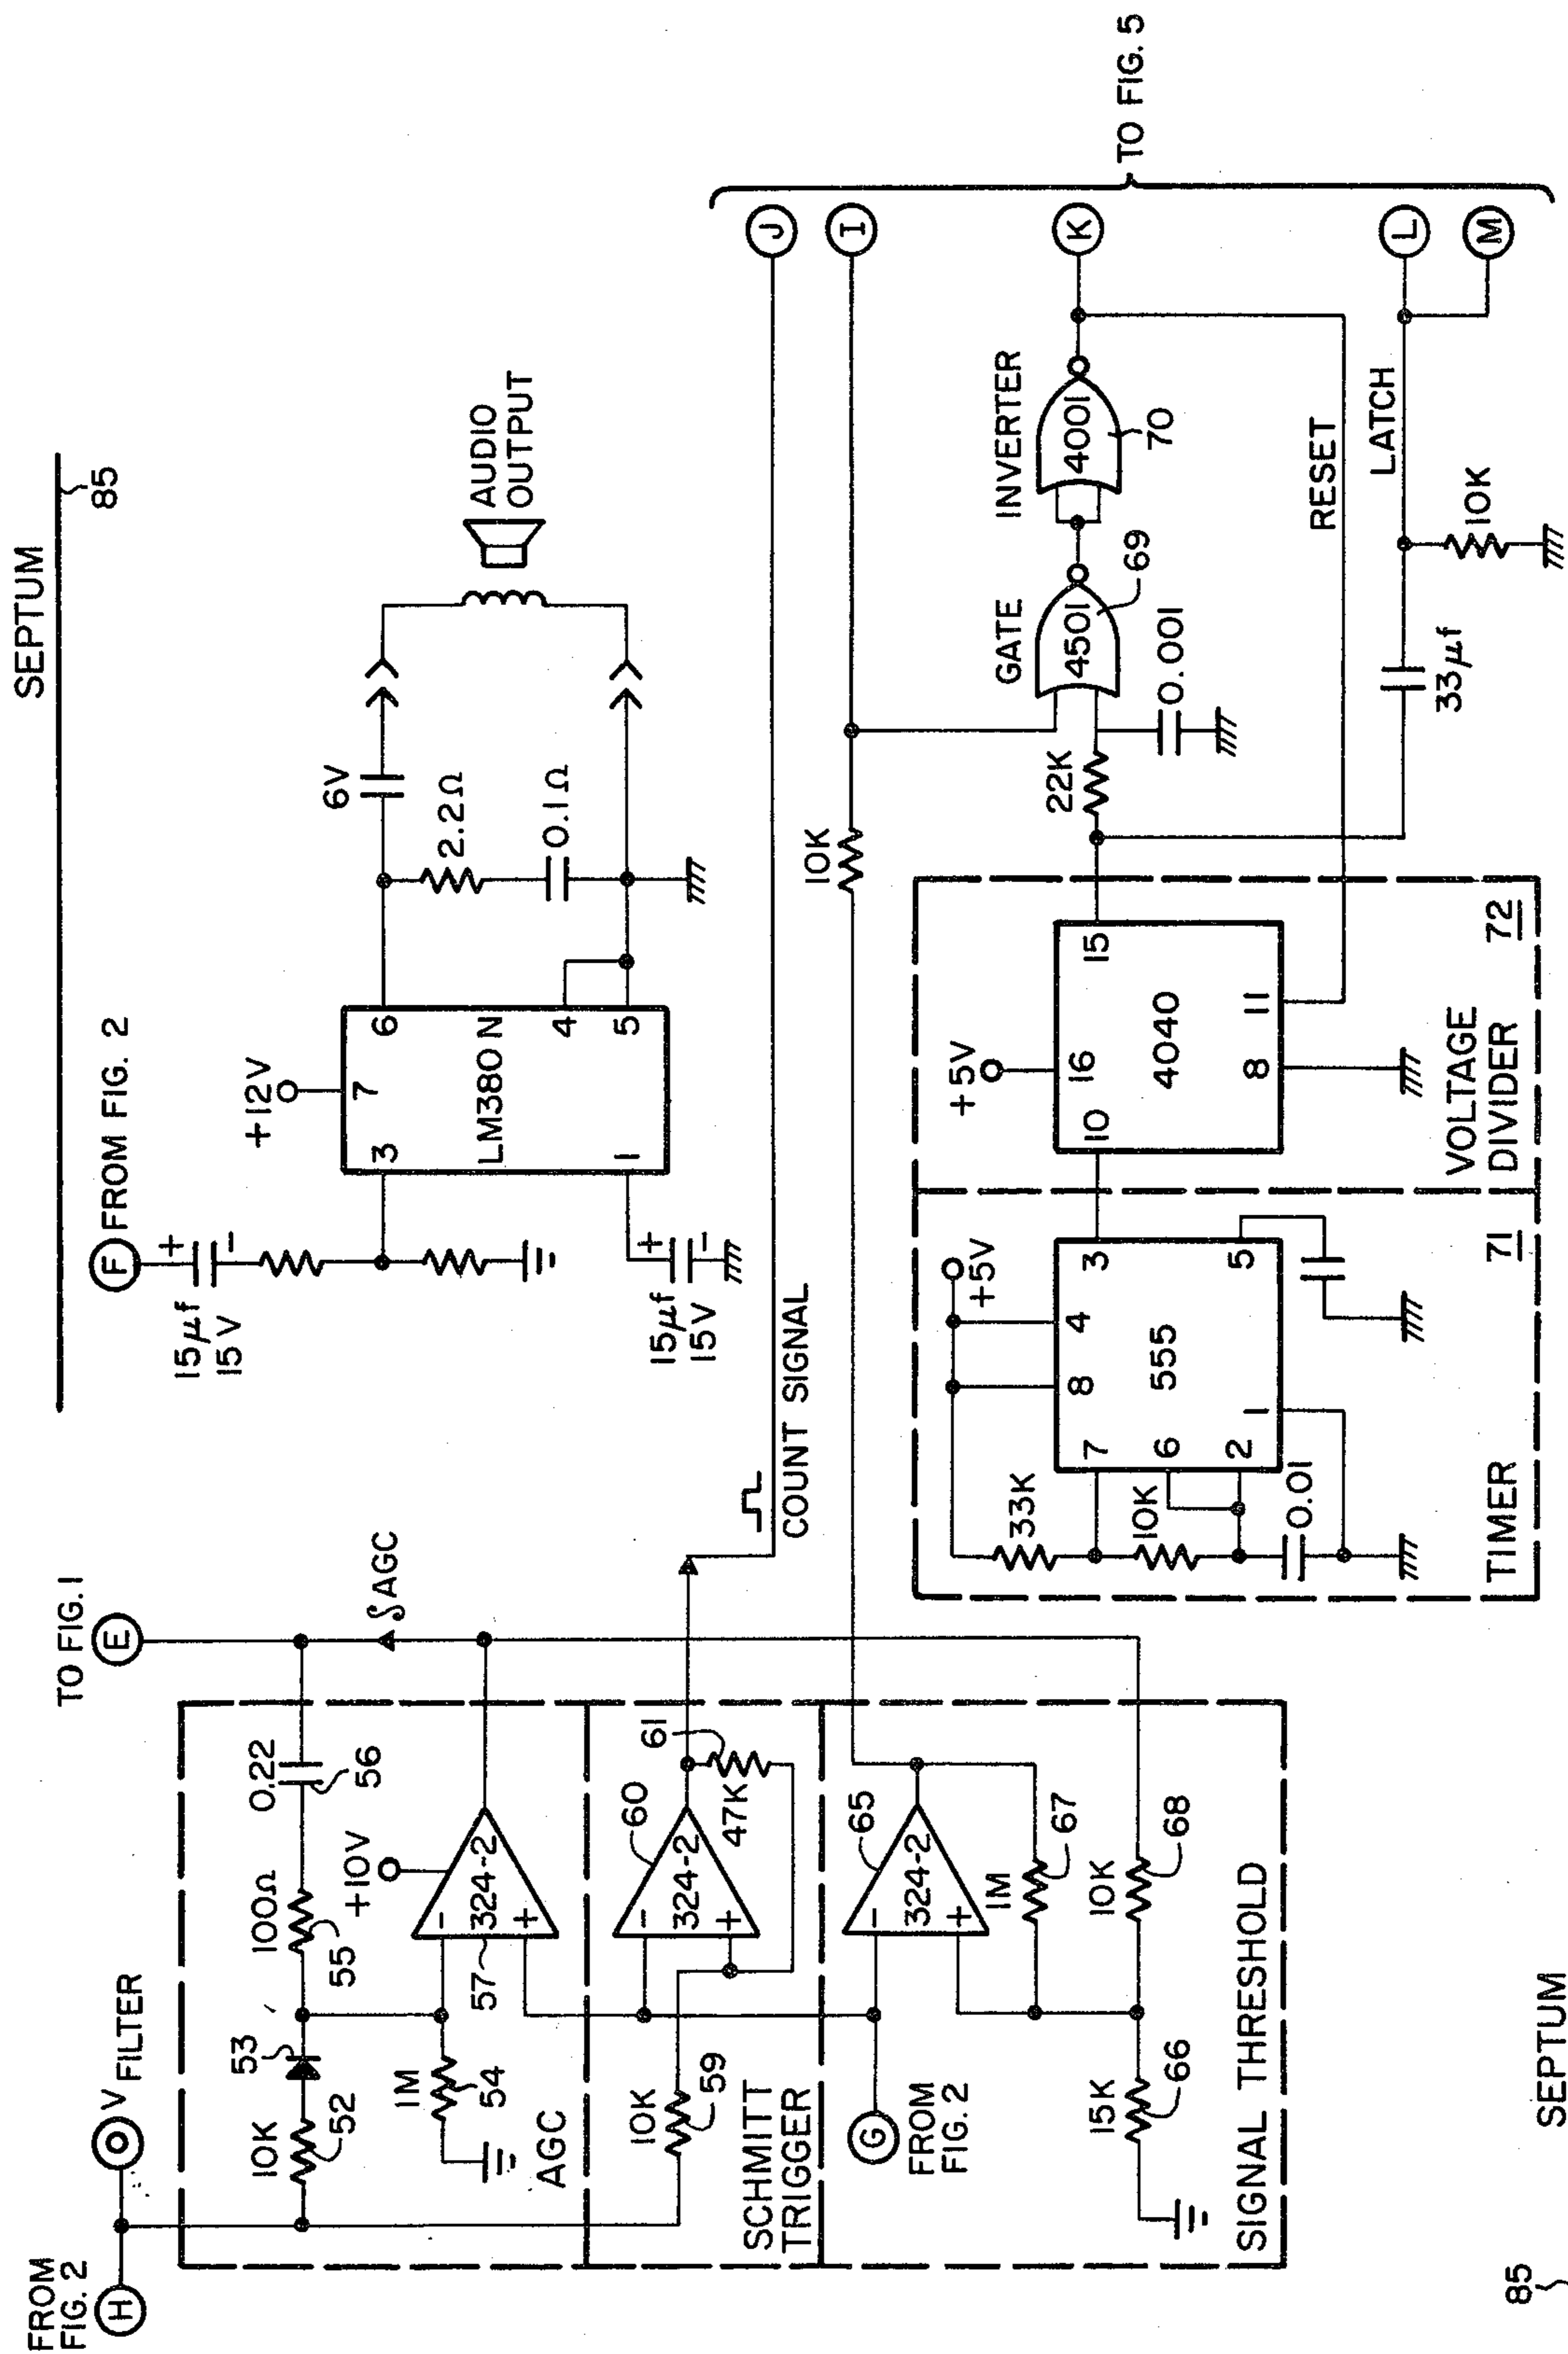 SEPTUM
85
F FROM FIG. 2
15µf
15V
+12V
7
3
6
LM380 N
4
1
5
15µf
15V
6V
2.2Ω
0.1Ω
AUDIO
OUTPUT
FROM
FIG. 2
H
V FILTER
TO FIG. 1
E
∫AGC
10K
52
53
100Ω
55
0.22
56
1M
54
+10V
-
324-2
+
57
AGC
10K
59
60
-
324-2
+
61
47K
SCHMITT
TRIGGER
G
FROM
FIG. 2
65
-
324-2
+
1M
67
15K
66
10K
68
SIGNAL THRESHOLD
COUNT SIGNAL
J
10K
I
+5V
33K
7
8
4
3
10K
6
555
2
1
5
0.01
TIMER
71
+5V
10
16
15
4040
8
11
VOLTAGE
DIVIDER
72
22K
0.001
GATE
4501
69
INVERTER
4001
70
K
RESET
LATCH
33µf
10K
L
M
TO FIG. 5
SEPTUM
85